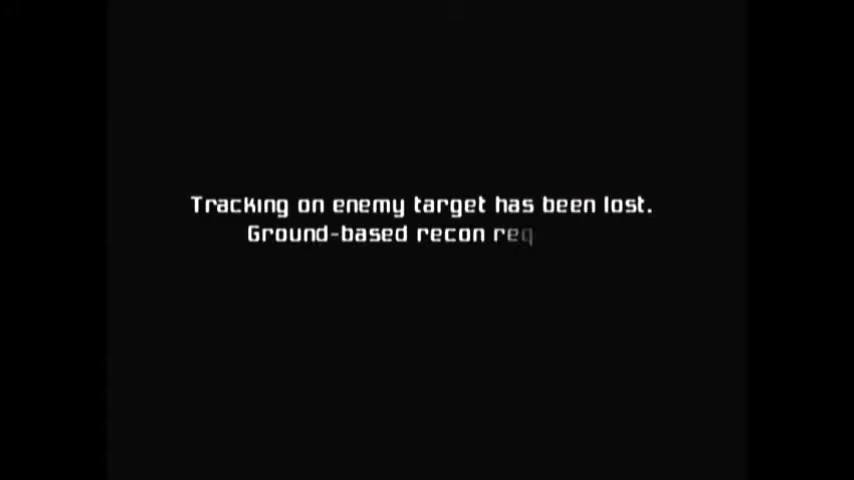 Tracking on enemy target has been lost.
Ground-based recon req